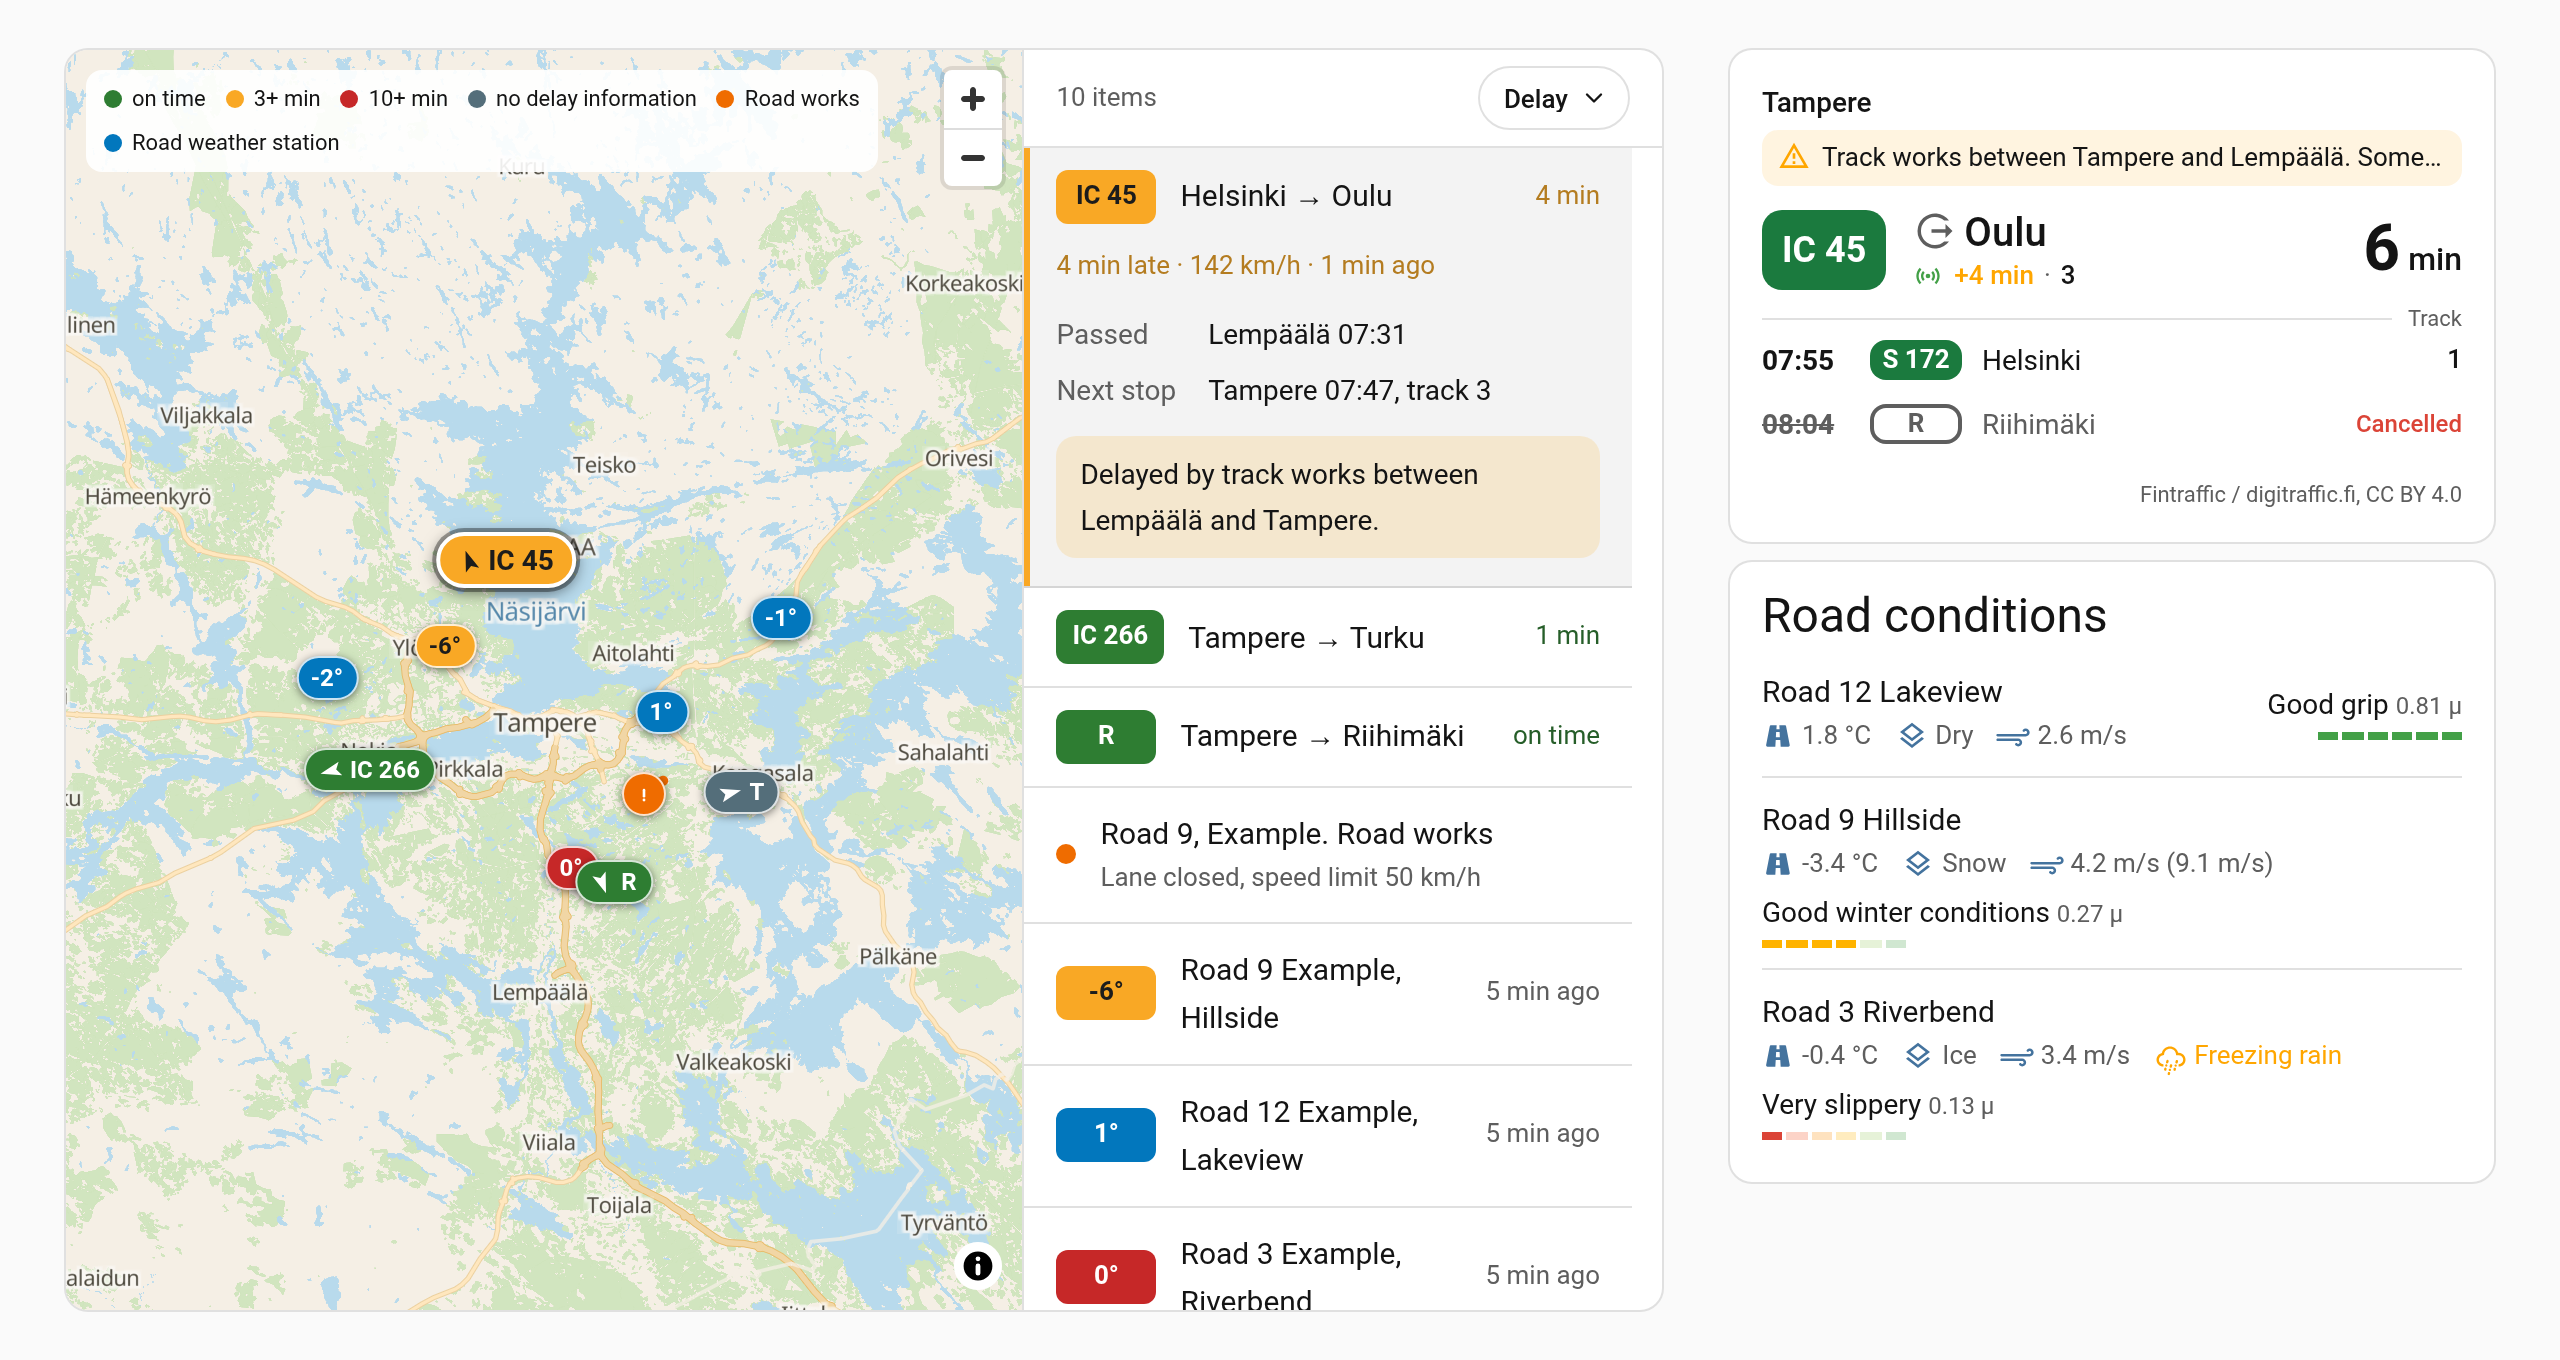 on time 3+ min 10+ min no delay information Road works
Road weather station
+
−
Kuru
Korkeakoski
linen
Viljakkala
Teisko
Orivesi
Hämeenkyrö
IC 45
Näsijärvi
-1°
-6°
Aitolahti
-2°
1°
Tampere
Sahalahti
IC 266
Pirkkala
Kangasala
!
T
0°
R
Pälkäne
Lempäälä
Valkeakoski
Viiala
Toijala
Tyrväntö
alaidun
10 items
Delay
IC 45 Helsinki → Oulu 4 min
4 min late · 142 km/h · 1 min ago
Passed Lempäälä 07:31
Next stop Tampere 07:47, track 3
Delayed by track works between
Lempäälä and Tampere.
IC 266 Tampere → Turku 1 min
R Tampere → Riihimäki on time
Road 9, Example. Road works
Lane closed, speed limit 50 km/h
-6° Road 9 Example, 5 min ago
Hillside
1° Road 12 Example, 5 min ago
Lakeview
0° Road 3 Example, 5 min ago
Riverbend
Tampere
Track works between Tampere and Lempäälä. Some…
IC 45 Oulu 6 min
+4 min · 3
Track
07:55 S 172 Helsinki 1
08:04 R Riihimäki Cancelled
Fintraffic / digitraffic.fi, CC BY 4.0
Road conditions
Road 12 Lakeview
Good grip 0.81 µ
1.8 °C Dry 2.6 m/s
Road 9 Hillside
-3.4 °C Snow 4.2 m/s (9.1 m/s)
Good winter conditions 0.27 µ
Road 3 Riverbend
-0.4 °C Ice 3.4 m/s Freezing rain
Very slippery 0.13 µ